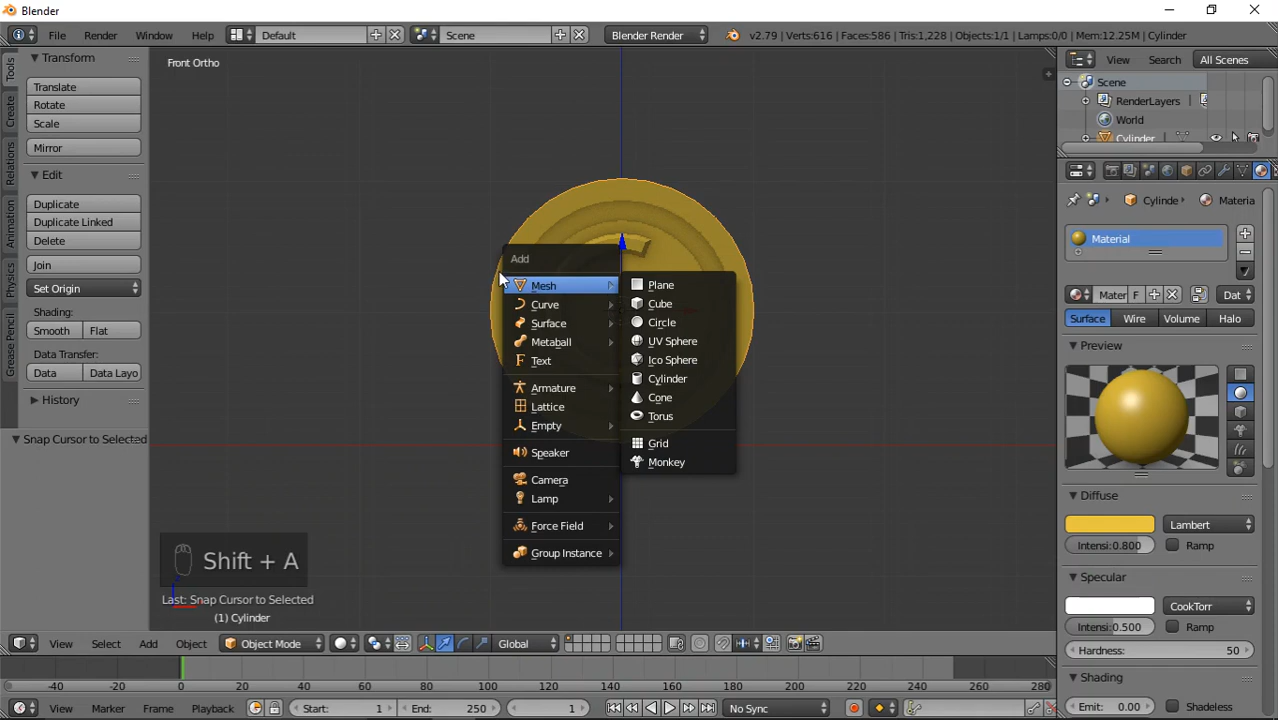 Blender
File Render Window Help Default Scene Blender Render v2.79 | Verts:616 | Faces:586 | Tris:1,228 | Objects:1/1 | Lamps:0/0 | Mem:12.25M | Cylinder
Tools
Create
Relations
Animation
Physics
Grease Pencil
Transform
Translate
Rotate
Scale
Mirror
Edit
Duplicate
Duplicate Linked
Delete
Join
Set Origin
Shading:
Smooth Flat
Data Transfer:
Data Data Layo
History
Snap Cursor to Selected
Front Ortho
Add
Mesh
Curve
Surface
Metaball
Text
Armature
Lattice
Empty
Speaker
Camera
Lamp
Force Field
Group Instance
Plane
Cube
Circle
UV Sphere
Ico Sphere
Cylinder
Cone
Torus
Grid
Monkey
Shift + A
Last: Snap Cursor to Selected
(1) Cylinder
View Select Add Object Object Mode Global
-40 -20 0 20 40 60 80 100 120 140 160 180 200 220 240 260 280
View Marker Frame Playback Start: 1 End: 250 1 No Sync
View Search All Scenes
Scene
RenderLayers
World
Cylinder
Cylinde Materia
Material
Mater F Dat
Surface Wire Volume Halo
Preview
Diffuse
Lambert
Intensi:0.800 Ramp
Specular
CookTorr
Intensi:0.500 Ramp
Hardness: 50
Shading
Emit: 0.00 Shadeless